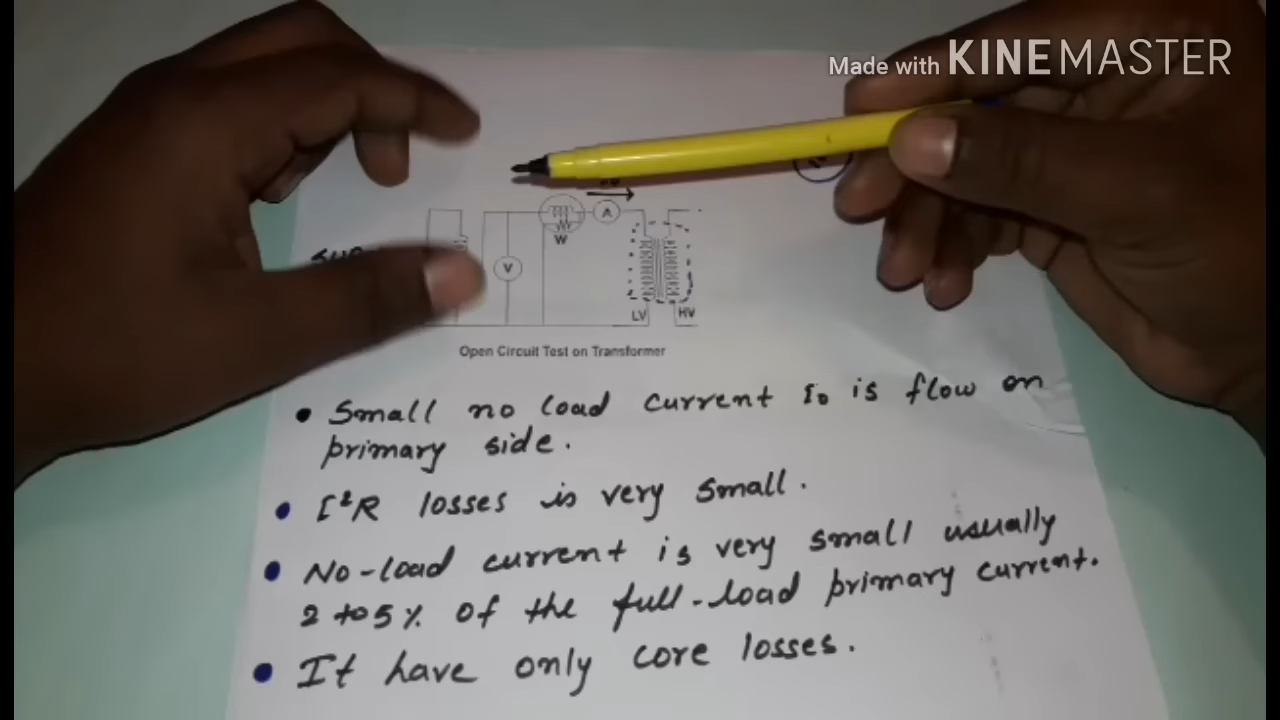 Made with KINEMASTER
A
W
V
LV
HV
Open Circuit Test on Transformer
• Small no load current I₀ is flow on
primary side.
• I²R losses is very small.
• No-load current is very small usually
2 to 5% of the full-load primary current.
• It have only core losses.